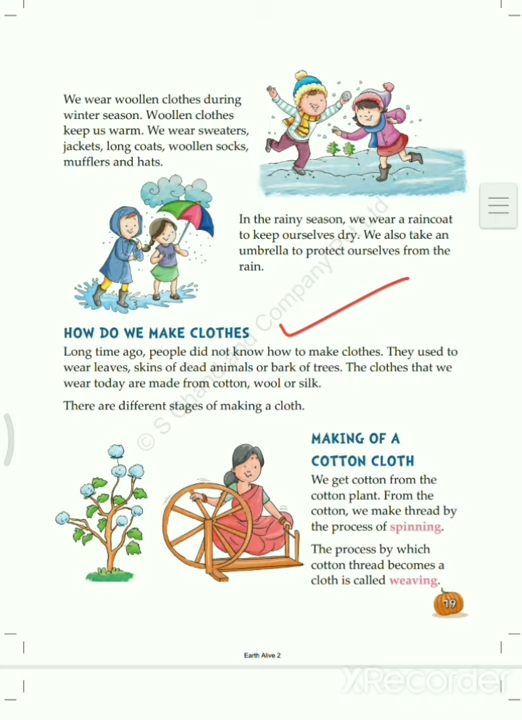 We wear woollen clothes during
winter season. Woollen clothes
keep us warm. We wear sweaters,
jackets, long coats, woollen socks,
mufflers and hats.
In the rainy season, we wear a raincoat
to keep ourselves dry. We also take an
umbrella to protect ourselves from the
rain.
HOW DO WE MAKE CLOTHES
Long time ago, people did not know how to make clothes. They used to
wear leaves, skins of dead animals or bark of trees. The clothes that we
wear today are made from cotton, wool or silk.
There are different stages of making a cloth.
MAKING OF A
COTTON CLOTH
We get cotton from the
cotton plant. From the
cotton, we make thread by
the process of spinning.
The process by which
cotton thread becomes a
cloth is called weaving.
19
Earth Alive 2
© S Chand and Company Pvt Ltd
XRecorder